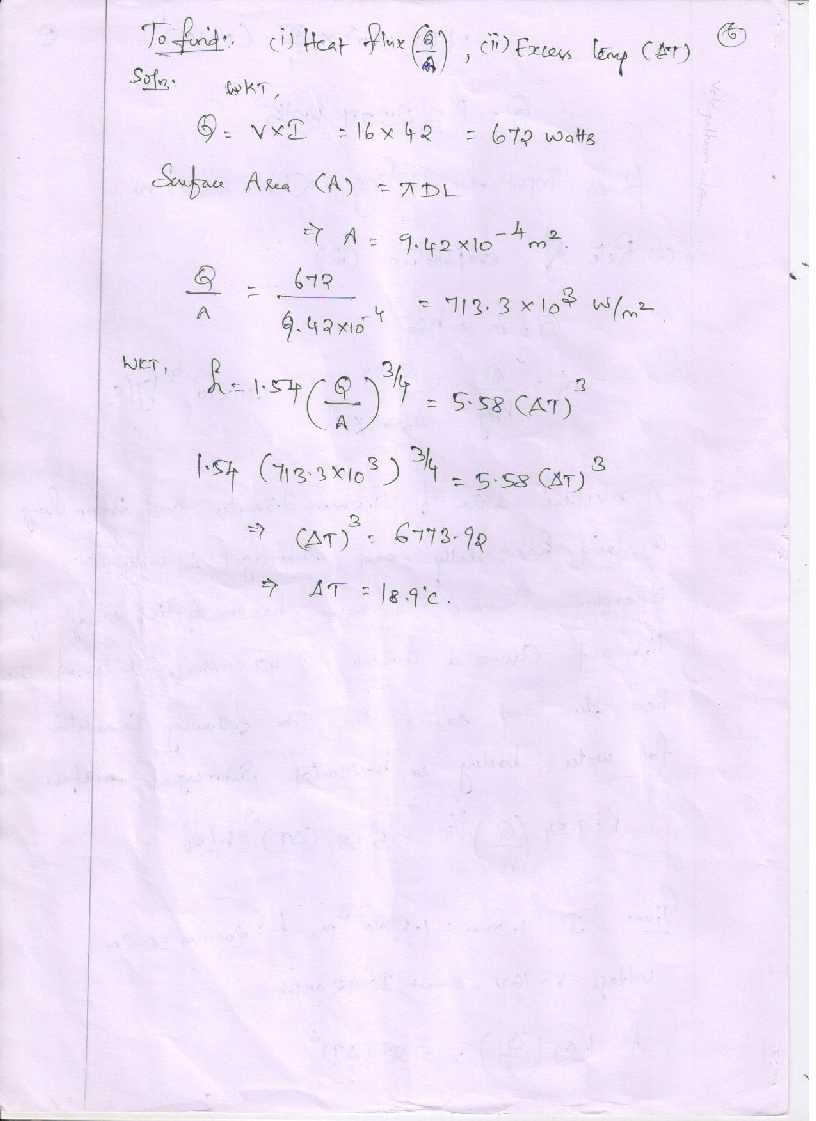 To find:. (i) Heat flux (Q/A), (ii) Excess temp (ΔT) 6
Soln.
WKT,
Q = V×I = 16 × 42 = 672 watts
Surface Area (A) = πDL
⇒ A = 9.42×10⁻⁴ m².
Q/A = 672/9.42×10⁻⁴ = 713.3 × 10³ W/m²
WKT, h = 1.54 (Q/A)^3/4 = 5.58 (ΔT)³
1.54 (713.3×10³)^3/4 = 5.58 (ΔT)³
⇒ (ΔT)³ = 6773.92
⇒ ΔT = 18.9°C.